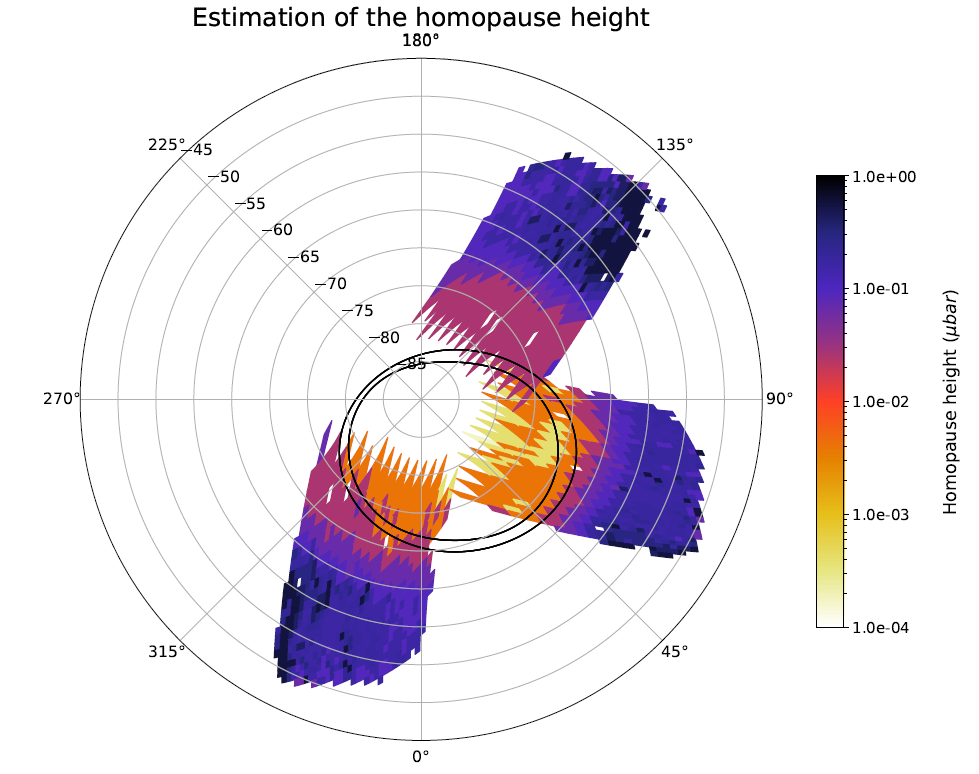 Estimation of the homopause height
180°
225°
135°
−45
−50
−55
−60
−65
−70
−75
−80
−85
270°
90°
315°
45°
0°
1.0e+00
1.0e-01
1.0e-02
1.0e-03
1.0e-04
Homopause height (μbar)